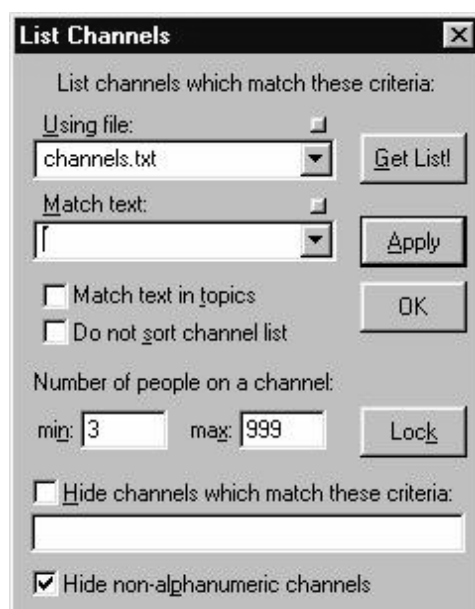 List Channels
List channels which match these criteria:
Using file:
channels.txt
Get List!
Match text:
Apply
Match text in topics
OK
Do not sort channel list
Number of people on a channel:
min: 3 max: 999 Lock
Hide channels which match these criteria:
Hide non-alphanumeric channels